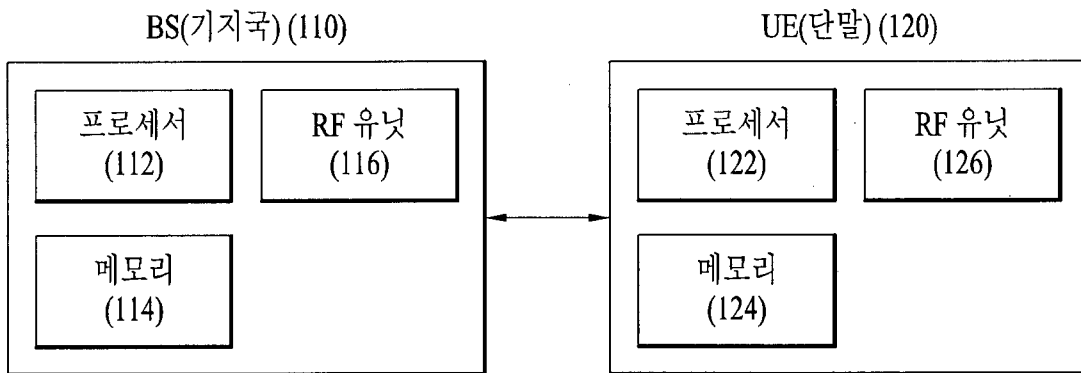 BS(기지국) (110)
프로세서
(112)
RF 유닛
(116)
메모리
(114)
UE(단말) (120)
프로세서
(122)
RF 유닛
(126)
메모리
(124)